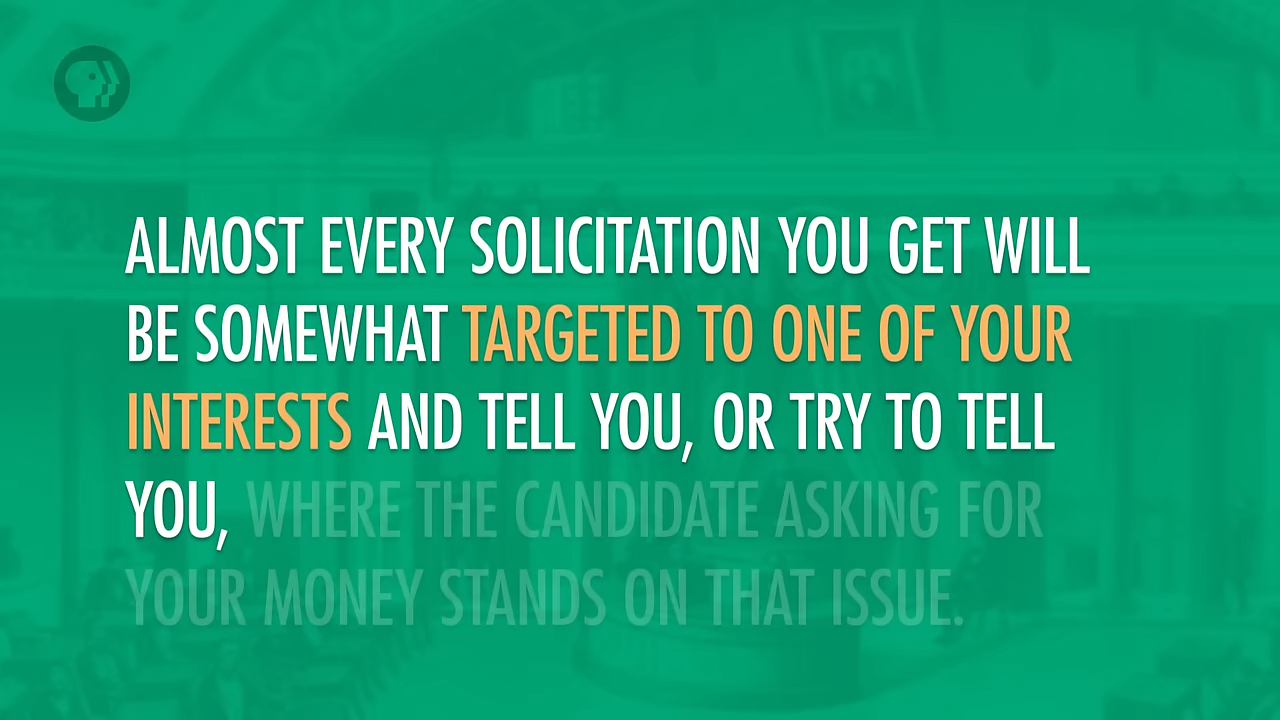 ALMOST EVERY SOLICITATION YOU GET WILL
BE SOMEWHAT TARGETED TO ONE OF YOUR
INTERESTS AND TELL YOU, OR TRY TO TELL
YOU, WHERE THE CANDIDATE ASKING FOR
YOUR MONEY STANDS ON THAT ISSUE.